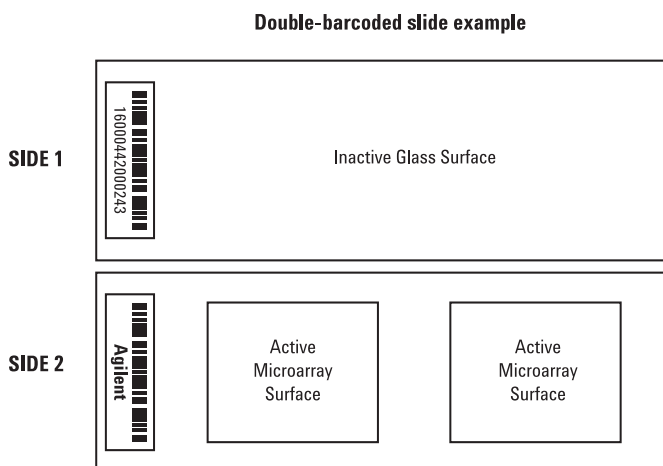 Double-barcoded slide example
SIDE 1
16000442000243
Inactive Glass Surface
SIDE 2
Agilent
Active
Microarray
Surface
Active
Microarray
Surface